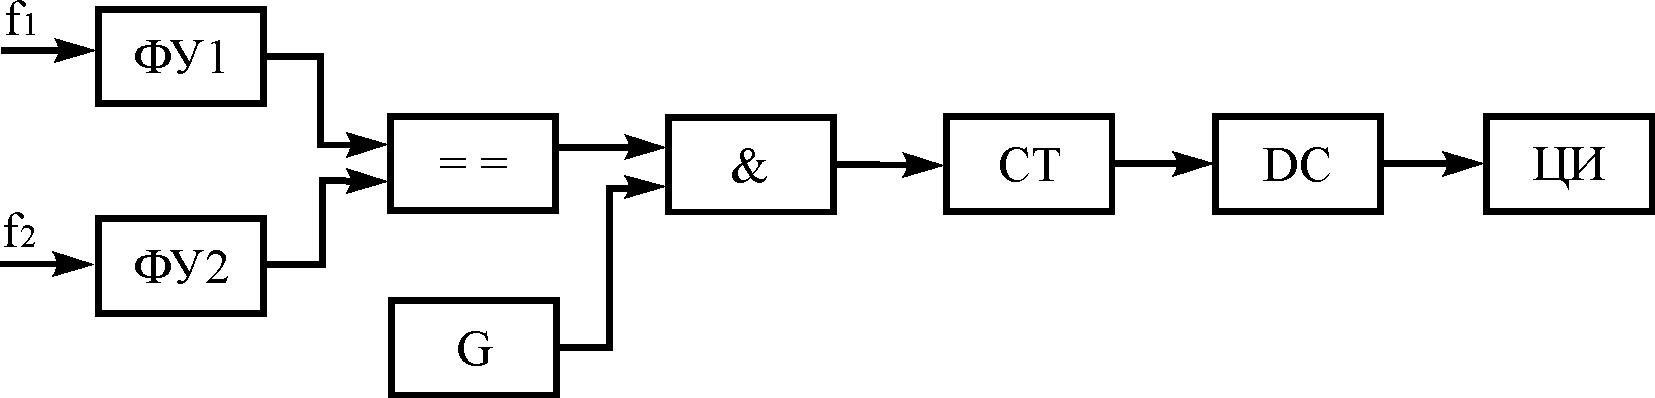 f1
ФУ1
= =
&
СТ
DC
ЦИ
f2
ФУ2
G